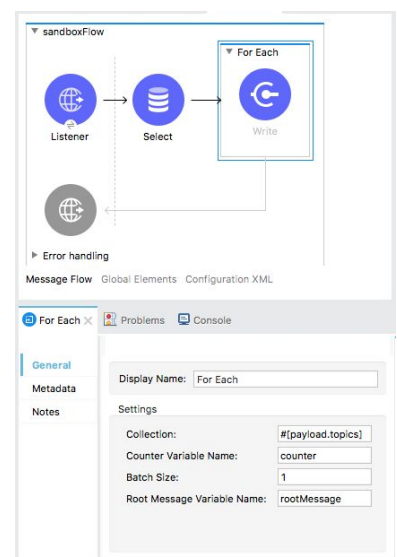 sandboxFlow
For Each
Listener
Select
Write
Error handling
Message Flow Global Elements Configuration XML
For Each Problems Console
General
Metadata
Notes
Display Name: For Each
Settings
Collection: #[payload.topics]
Counter Variable Name: counter
Batch Size: 1
Root Message Variable Name: rootMessage